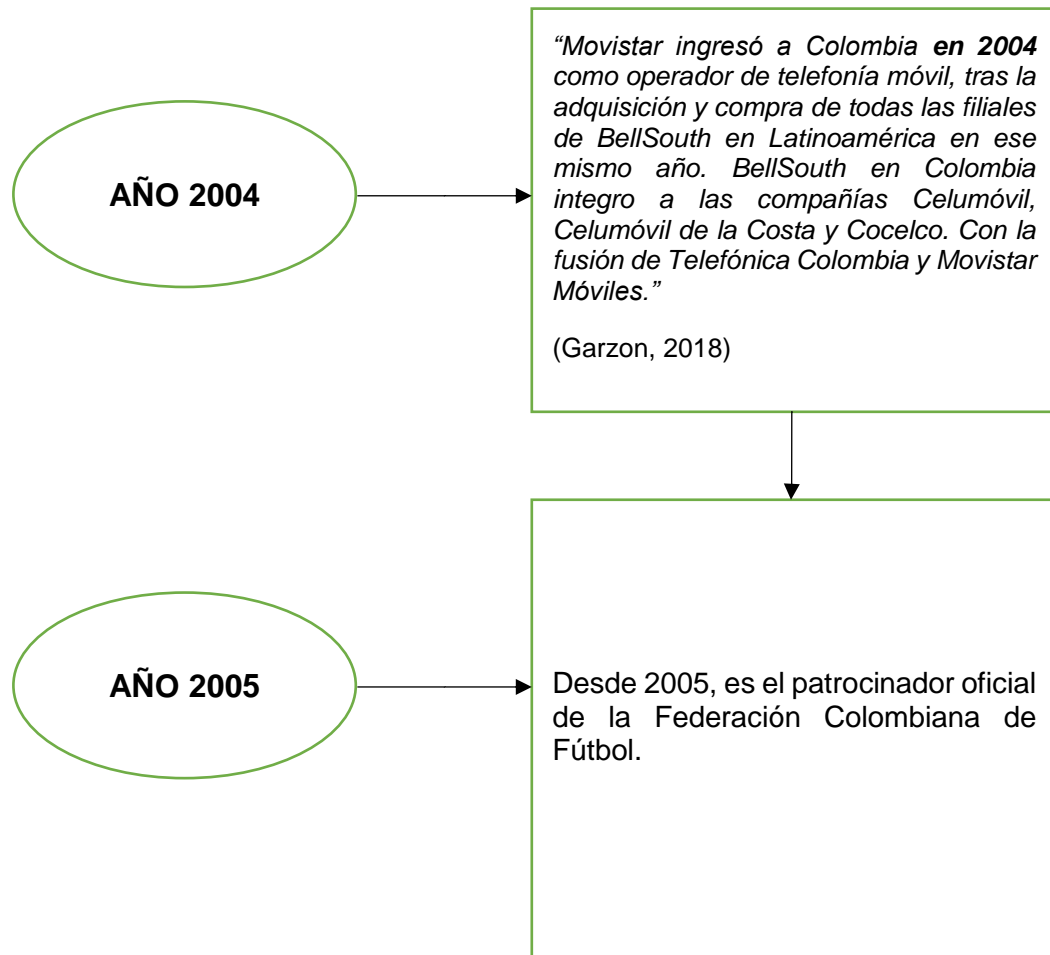 AÑO 2004
“Movistar ingresó a Colombia en 2004
como operador de telefonía móvil, tras la
adquisición y compra de todas las filiales
de BellSouth en Latinoamérica en ese
mismo año. BellSouth en Colombia
integro a las compañías Celumóvil,
Celumóvil de la Costa y Cocelco. Con la
fusión de Telefónica Colombia y Movistar
Móviles.”
(Garzon, 2018)
AÑO 2005
Desde 2005, es el patrocinador oficial
de la Federación Colombiana de
Fútbol.